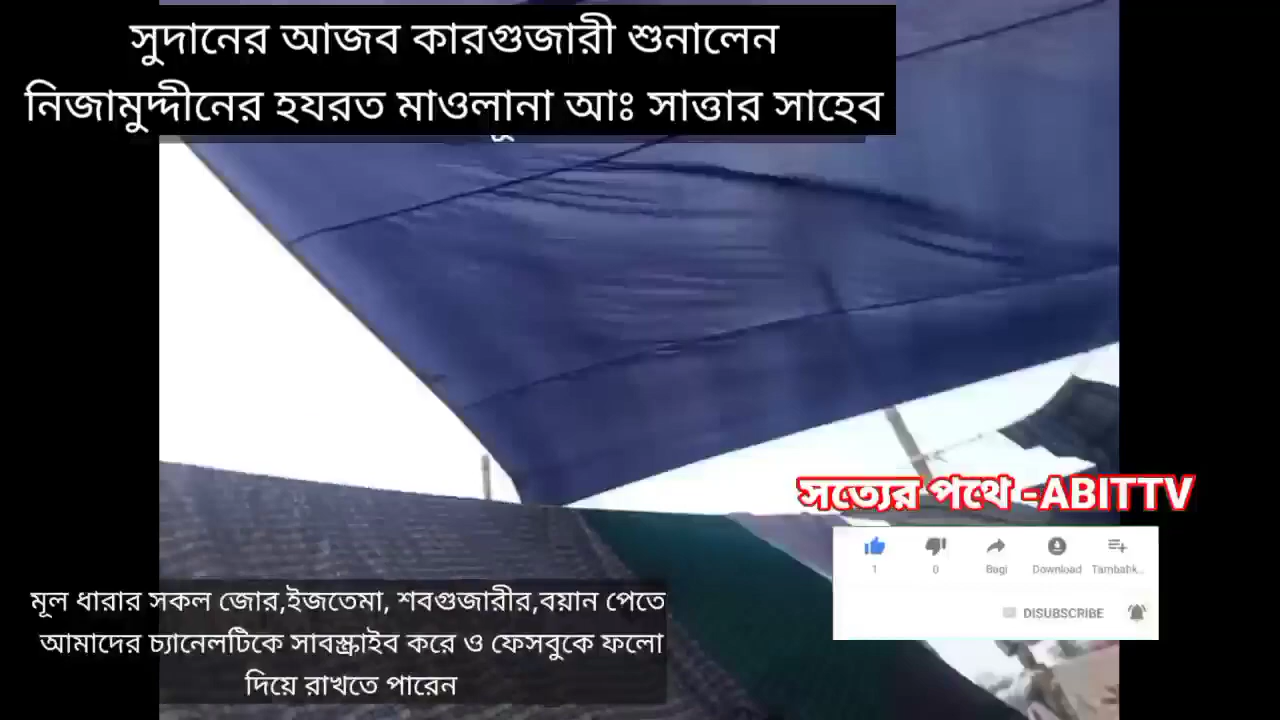 সুদানের আজব কারগুজারী শুনালেন
নিজামুদ্দীনের হযরত মাওলানা আঃ সাত্তার সাহেব
সত্যের পথে -ABITTV
1
0
Bagi
Download
Tambahk...
DISUBSCRIBE
মূল ধারার সকল জোর,ইজতেমা, শবগুজারীর,বয়ান পেতে
আমাদের চ্যানেলটিকে সাবস্ক্রাইব করে ও ফেসবুকে ফলো
দিয়ে রাখতে পারেন